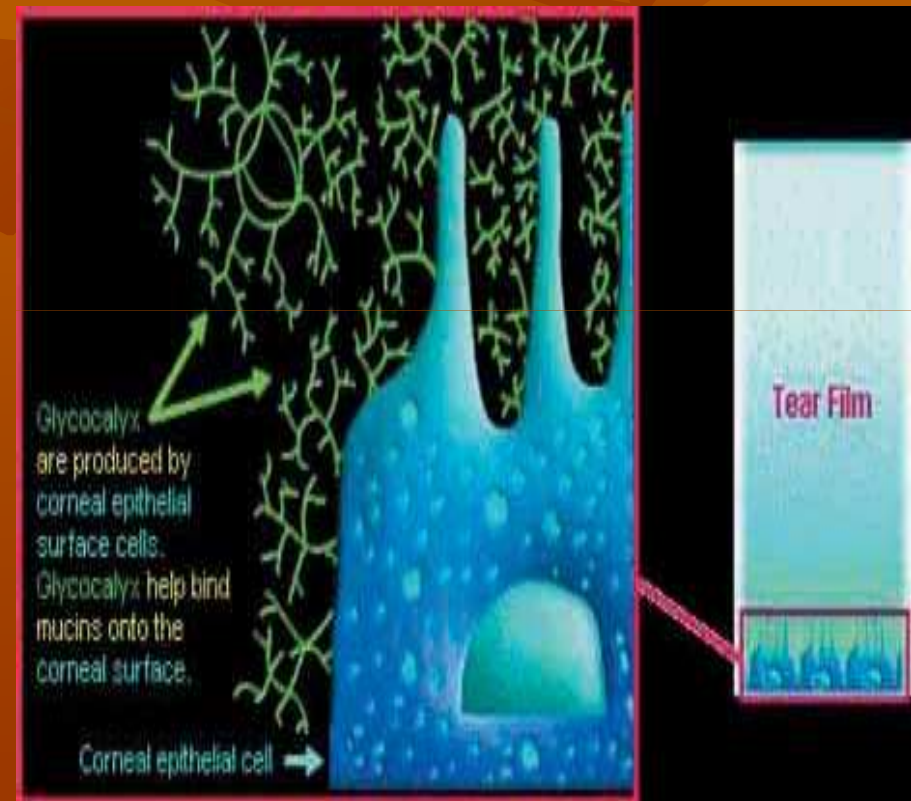 Glycocalyx
are produced by
corneal epithelial
surface cells.
Glycocalyx help bind
mucins onto the
corneal surface.
Corneal epithelial cell
Tear Film